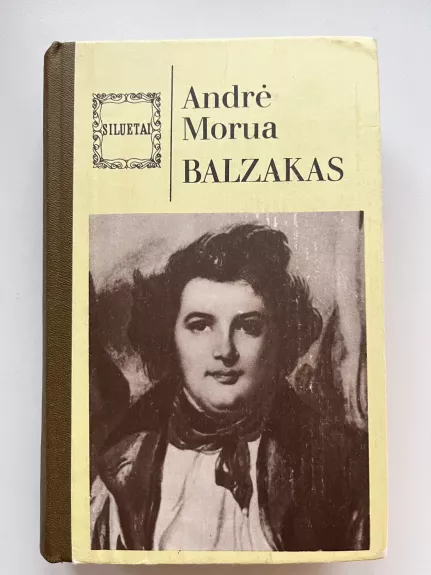 SILUETAI
Andrė
Morua
BALZAKAS